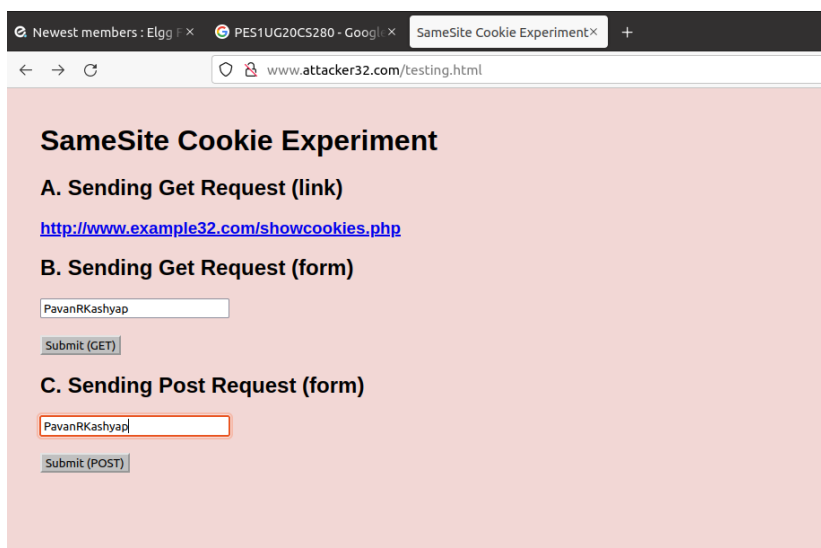 Newest members : Elgg F
PES1UG20CS280 - Google
SameSite Cookie Experiment
www.attacker32.com/testing.html
SameSite Cookie Experiment
A. Sending Get Request (link)
http://www.example32.com/showcookies.php
B. Sending Get Request (form)
PavanRKashyap
Submit (GET)
C. Sending Post Request (form)
PavanRKashyap
Submit (POST)